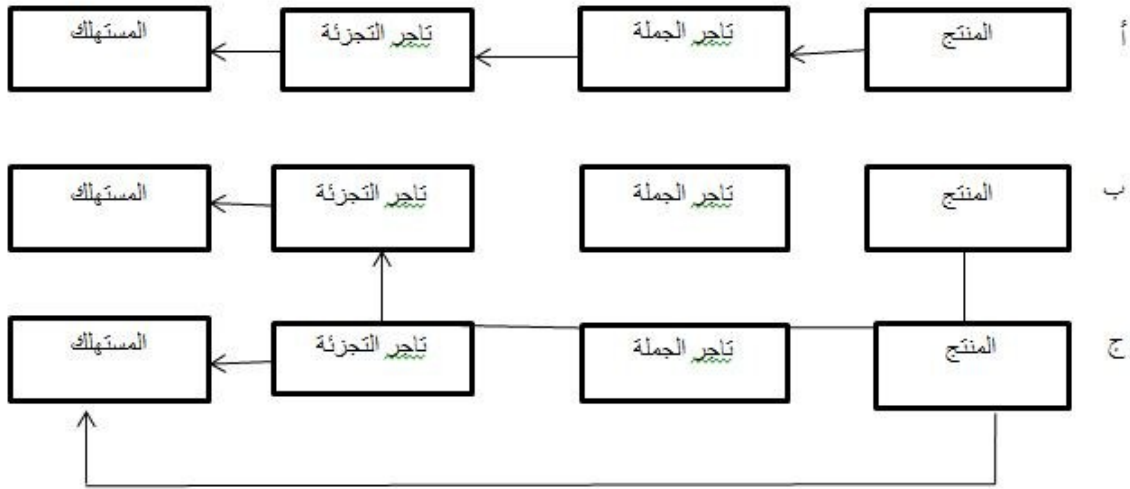 أ
المنتج
تاجر الجملة
تاجر التجزئة
المستهلك
ب
المنتج
تاجر الجملة
تاجر التجزئة
المستهلك
ج
المنتج
تاجر الجملة
تاجر التجزئة
المستهلك